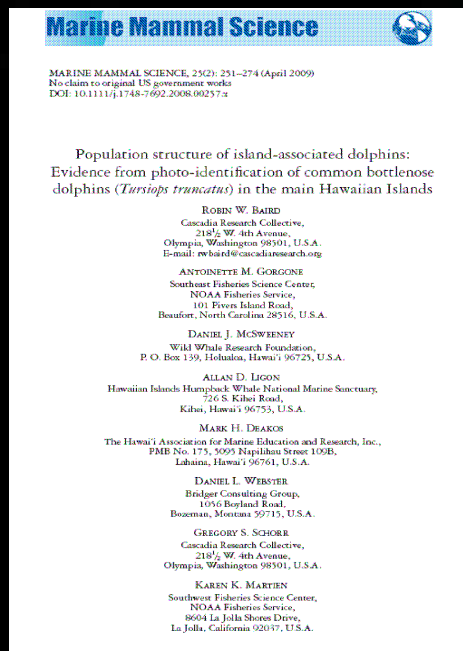 Marine Mammal Science
MARINE MAMMAL SCIENCE, 25(2): 251–274 (April 2009)
No claim to original US government works
DOI: 10.1111/j.1748-7692.2008.00257.x
Population structure of island-associated dolphins:
Evidence from photo-identification of common bottlenose
dolphins (Tursiops truncatus) in the main Hawaiian Islands
ROBIN W. BAIRD
Cascadia Research Collective,
218½ W. 4th Avenue,
Olympia, Washington 98501, U.S.A.
E-mail: rwbaird@cascadiaresearch.org
ANTOINETTE M. GORGONE
Southeast Fisheries Science Center,
NOAA Fisheries Service,
101 Pivers Island Road,
Beaufort, North Carolina 28516, U.S.A.
DANIEL J. MCSWEENEY
Wild Whale Research Foundation,
P. O. Box 139, Holualoa, Hawai'i 96725, U.S.A.
ALLAN D. LIGON
Hawaiian Islands Humpback Whale National Marine Sanctuary,
726 S. Kihei Road,
Kihei, Hawai'i 96753, U.S.A.
MARK H. DEAKOS
The Hawai'i Association for Marine Education and Research, Inc.,
PMB No. 175, 5095 Napilihau Street 109B,
Lahaina, Hawai'i 96761, U.S.A.
DANIEL L. WEBSTER
Bridger Consulting Group,
1056 Boyland Road,
Bozeman, Montana 59715, U.S.A.
GREGORY S. SCHORR
Cascadia Research Collective,
218½ W. 4th Avenue,
Olympia, Washington 98501, U.S.A.
KAREN K. MARTIEN
Southwest Fisheries Science Center,
NOAA Fisheries Service,
8604 La Jolla Shores Drive,
La Jolla, California 92037, U.S.A.